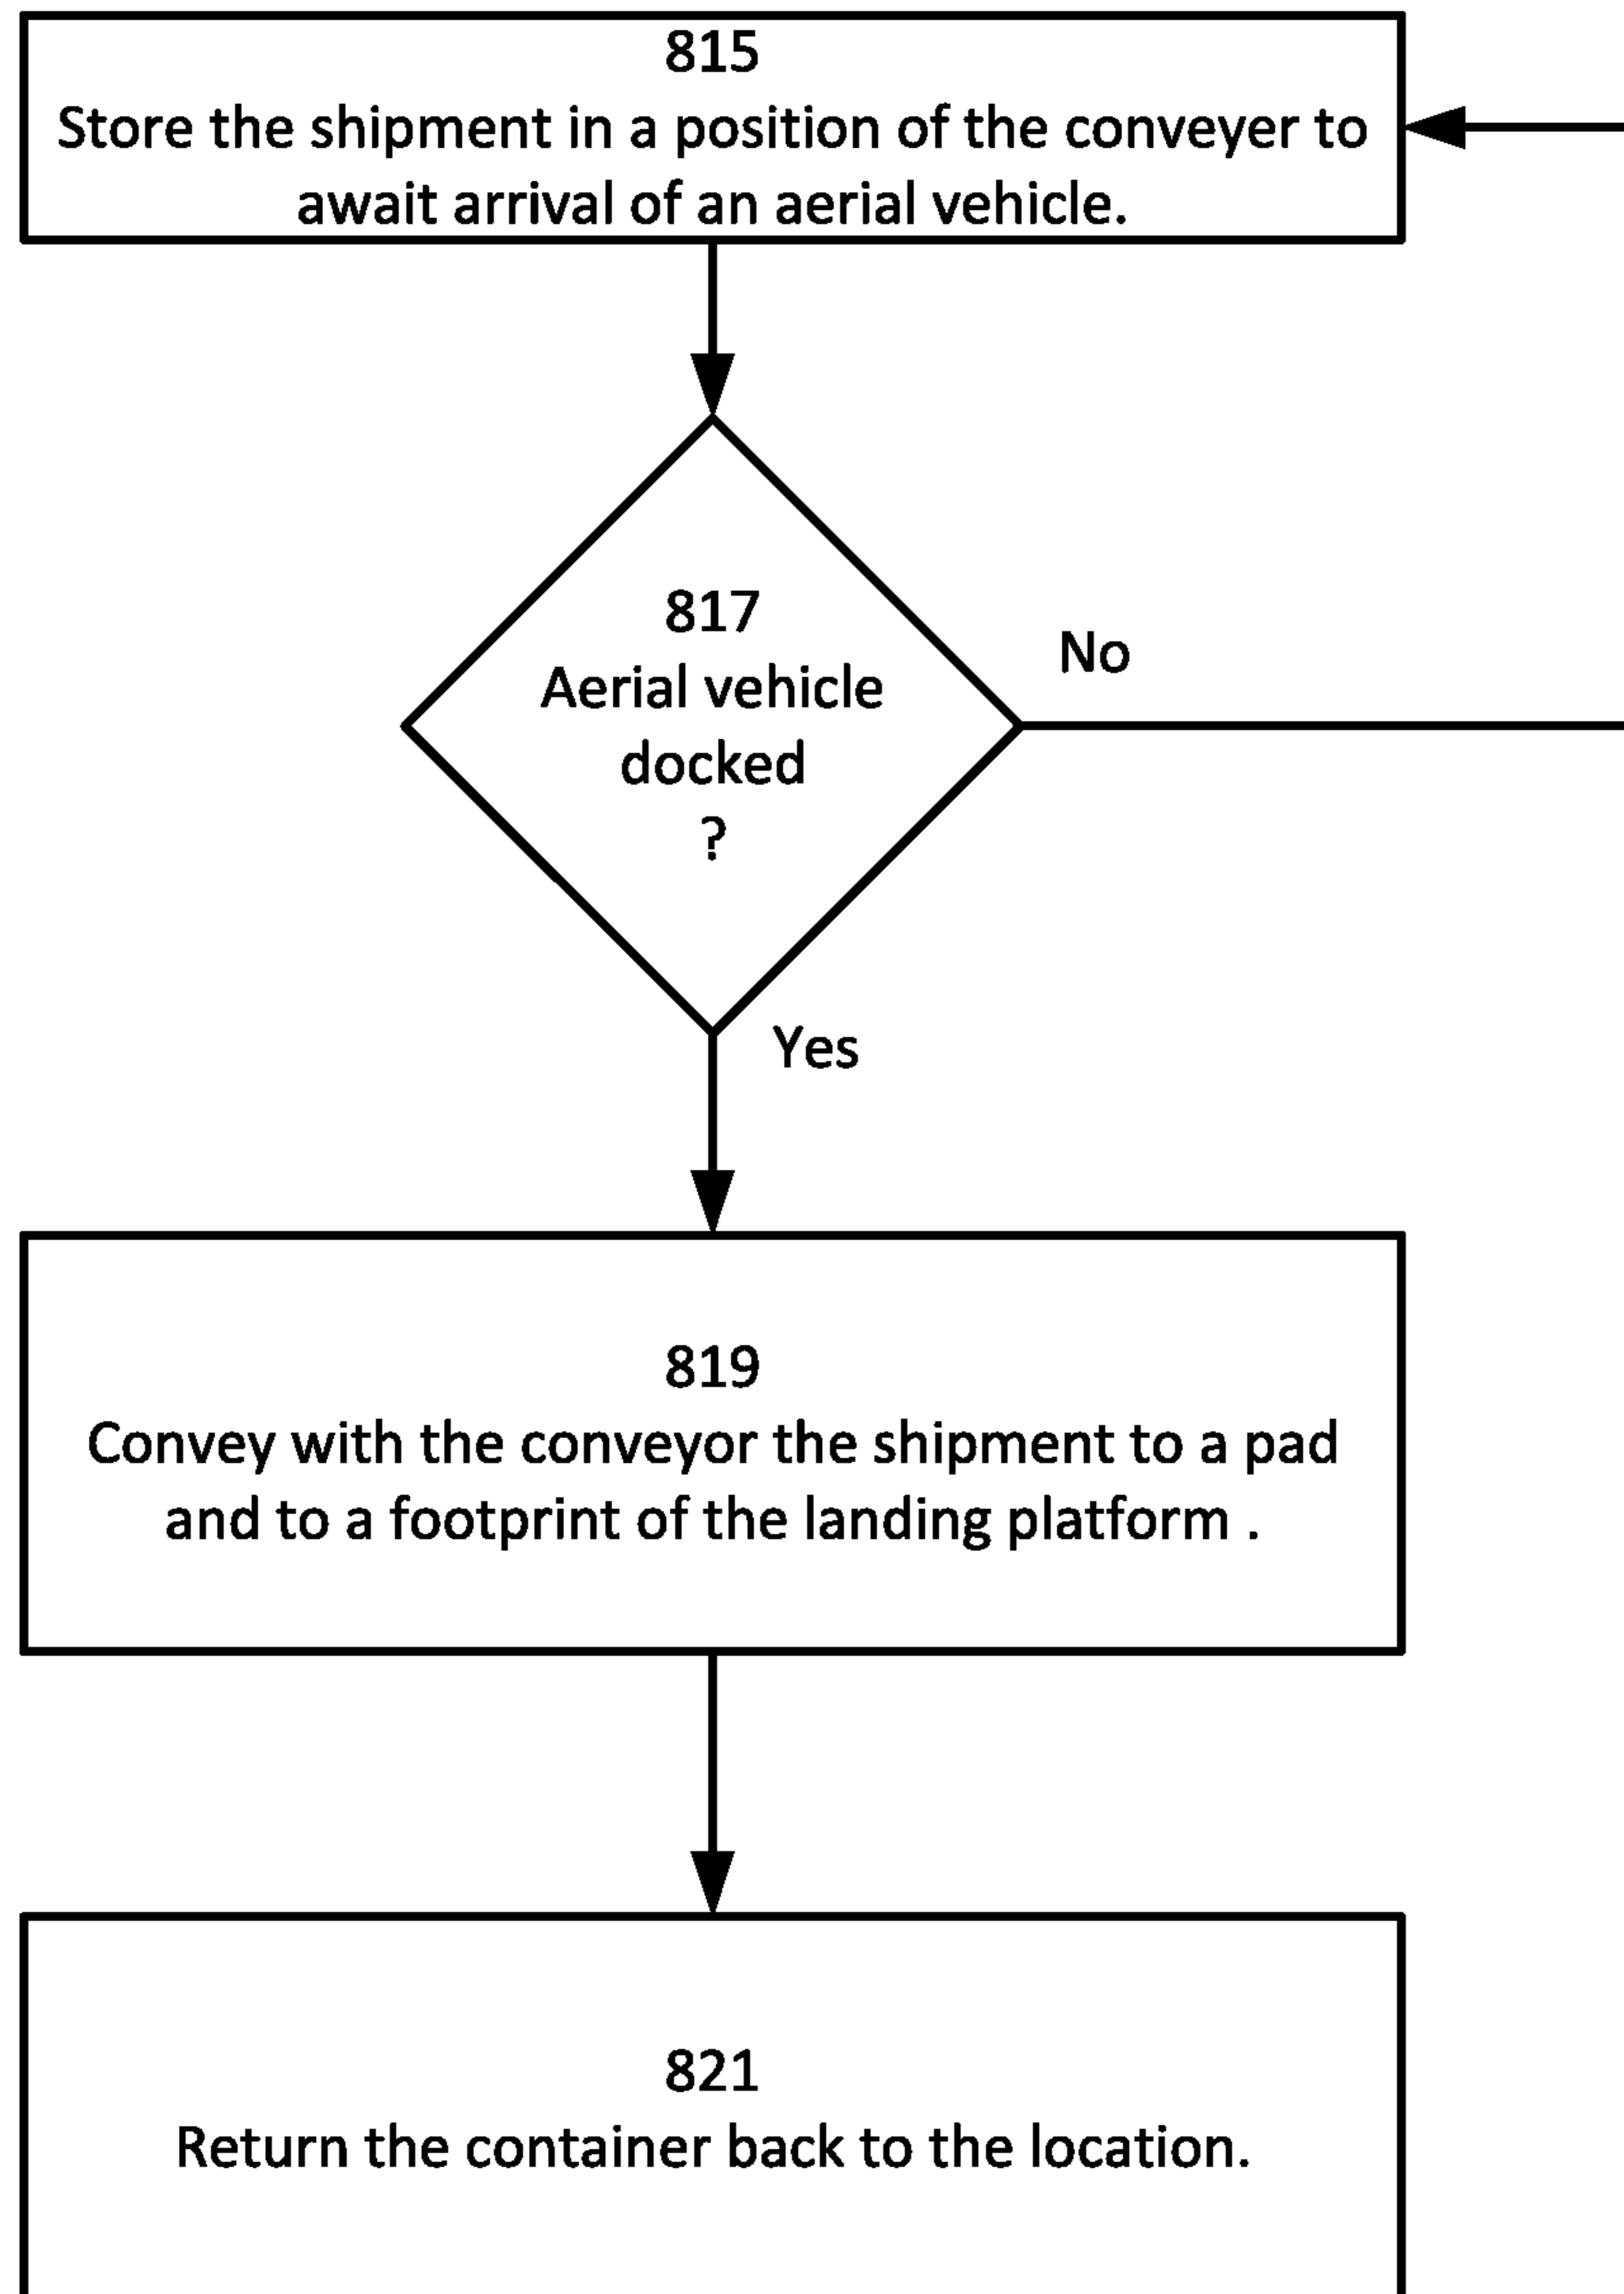 815
Store the shipment in a position of the conveyer to
await arrival of an aerial vehicle.
817
Aerial vehicle
docked
?
No
Yes
819
Convey with the conveyor the shipment to a pad
and to a footprint of the landing platform .
821
Return the container back to the location.